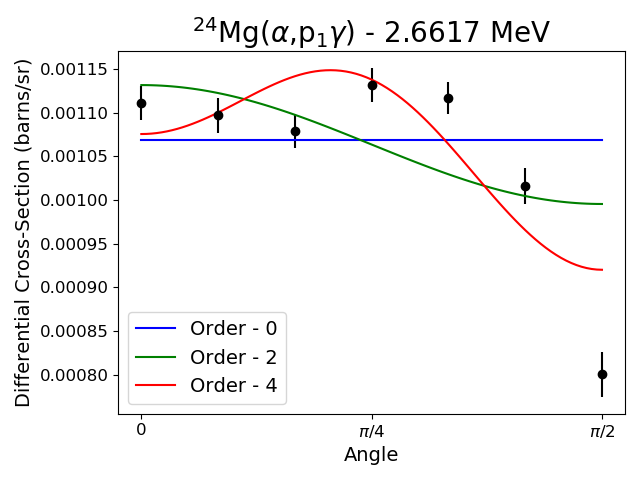 ²⁴Mg(α,p₁γ) - 2.6617 MeV
Differential Cross-Section (barns/sr)
0.00115
0.00110
0.00105
0.00100
0.00095
0.00090
0.00085
0.00080
Order - 0
Order - 2
Order - 4
0
π/4
π/2
Angle